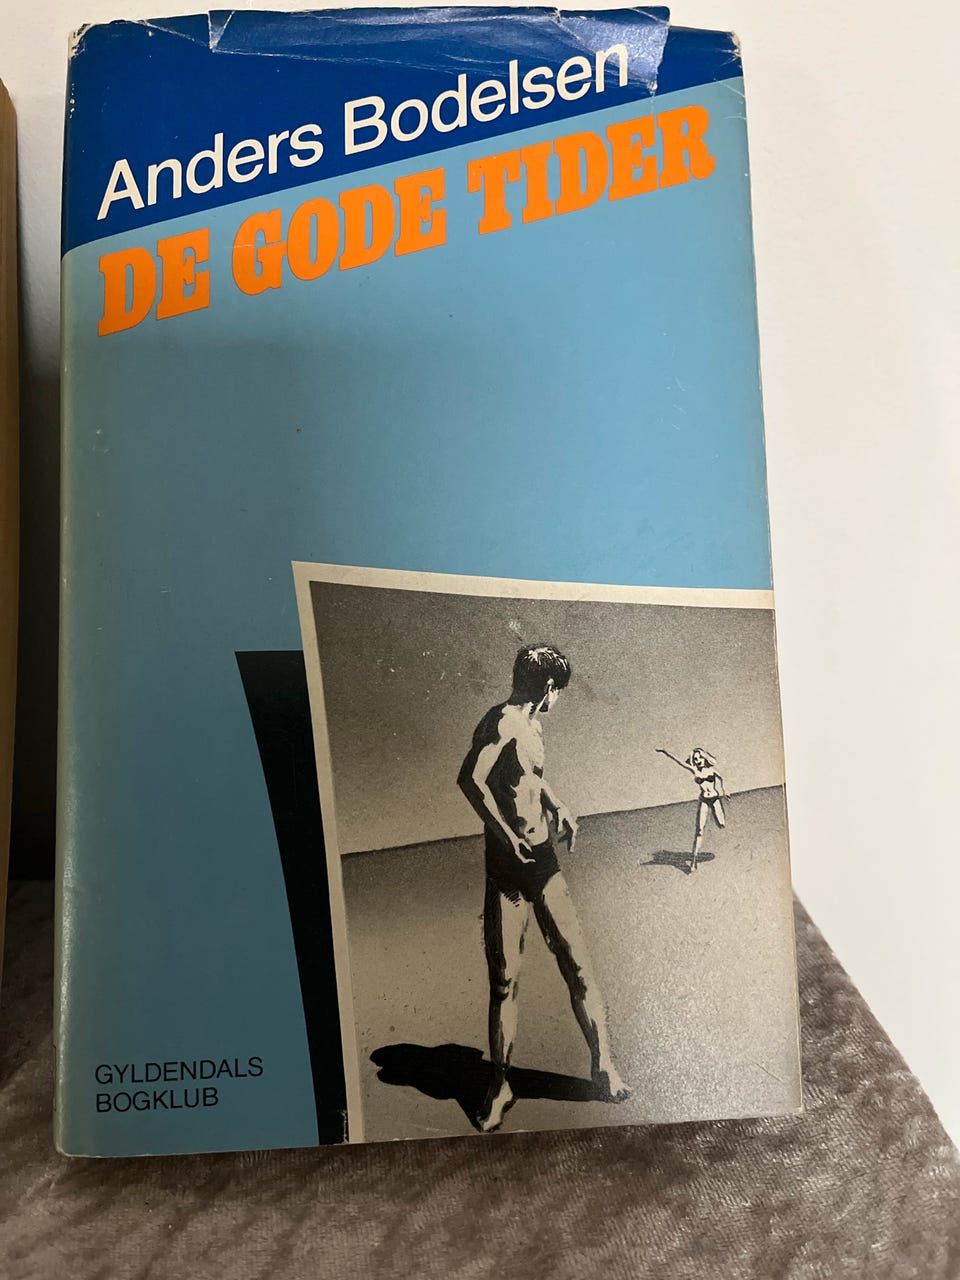 Anders Bodelsen
DE GODE TIDER
GYLDENDALS
BOGKLUB